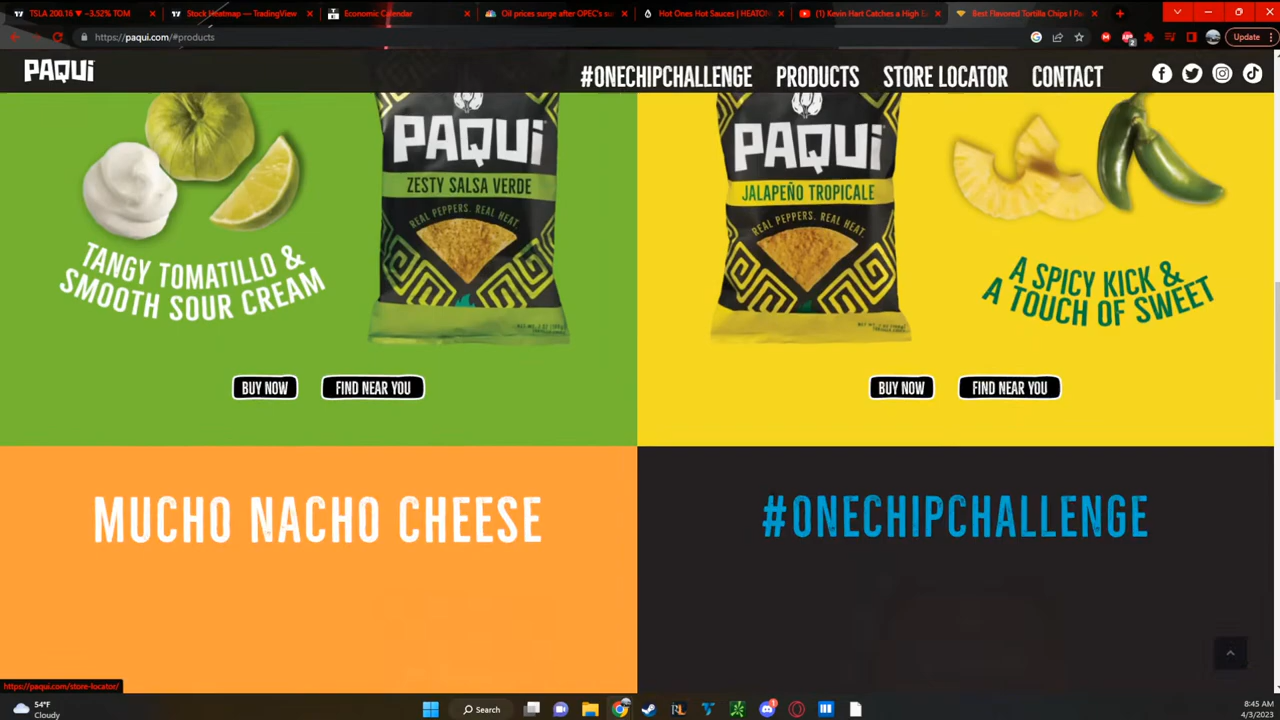 TSLA 200.16 ▼ −3.52% TOM
Stock Heatmap — TradingView
Economic Calendar
Oil prices surge after OPEC's su
Hot Ones Hot Sauces | HEATON
(1) Kevin Hart Catches a High E
Best Flavored Tortilla Chips | Pa
https://paqui.com/#products
Update
PAQUI
#ONECHIPCHALLENGE
PRODUCTS
STORE LOCATOR
CONTACT
PAQUI
ZESTY SALSA VERDE
REAL PEPPERS. REAL HEAT.
TANGY TOMATILLO &
SMOOTH SOUR CREAM
BUY NOW
FIND NEAR YOU
PAQUI
JALAPEÑO TROPICALE
REAL PEPPERS. REAL HEAT.
A SPICY KICK &
A TOUCH OF SWEET
BUY NOW
FIND NEAR YOU
MUCHO NACHO CHEESE
#ONECHIPCHALLENGE
https://paqui.com/store-locator/
54°F
Cloudy
Search
8:45 AM
4/3/2023